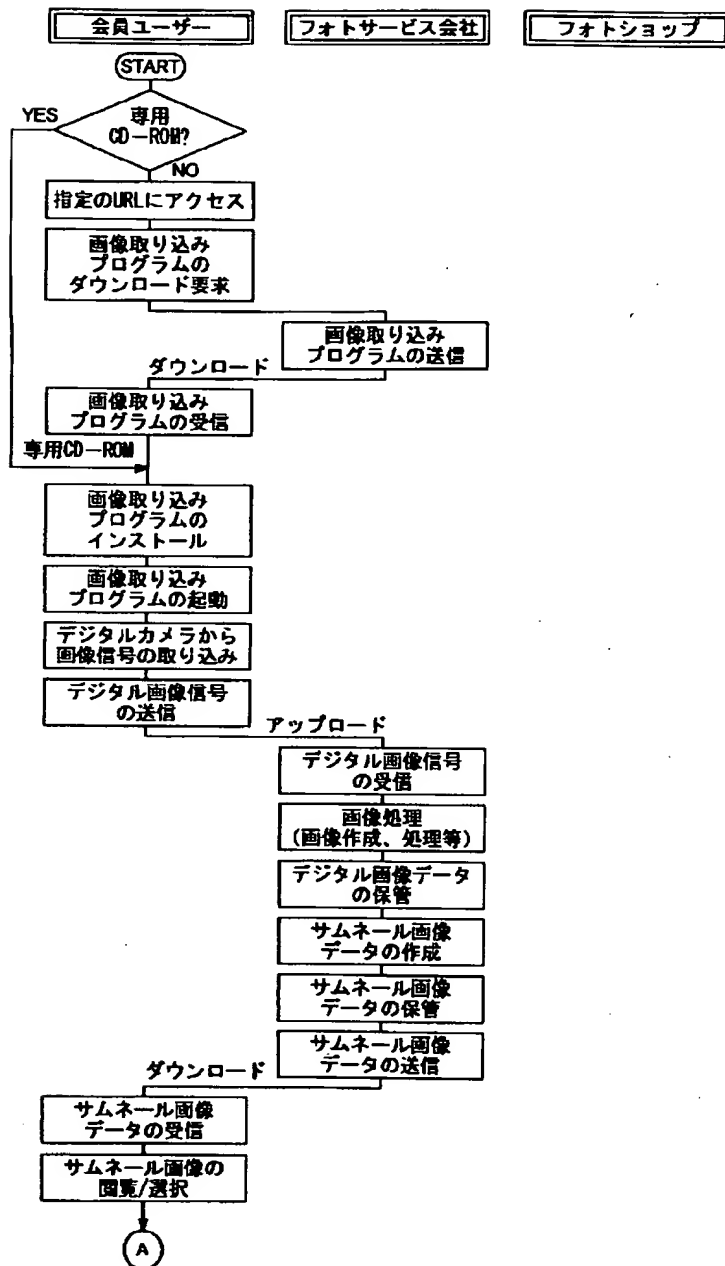 会員ユーザー
フォトサービス会社
フォトショップ
START
YES
専用
CD－ROM?
NO
指定のURLにアクセス
画像取り込み
プログラムの
ダウンロード要求
画像取り込み
プログラムの送信
ダウンロード
画像取り込み
プログラムの受信
専用CD－ROM
画像取り込み
プログラムの
インストール
画像取り込み
プログラムの起動
デジタルカメラから
画像信号の取り込み
デジタル画像信号
の送信
アップロード
デジタル画像信号
の受信
画像処理
(画像作成、処理等)
デジタル画像データ
の保管
サムネール画像
データの作成
サムネール画像
データの保管
サムネール画像
データの送信
ダウンロード
サムネール画像
データの受信
サムネール画像の
閲覧/選択
A